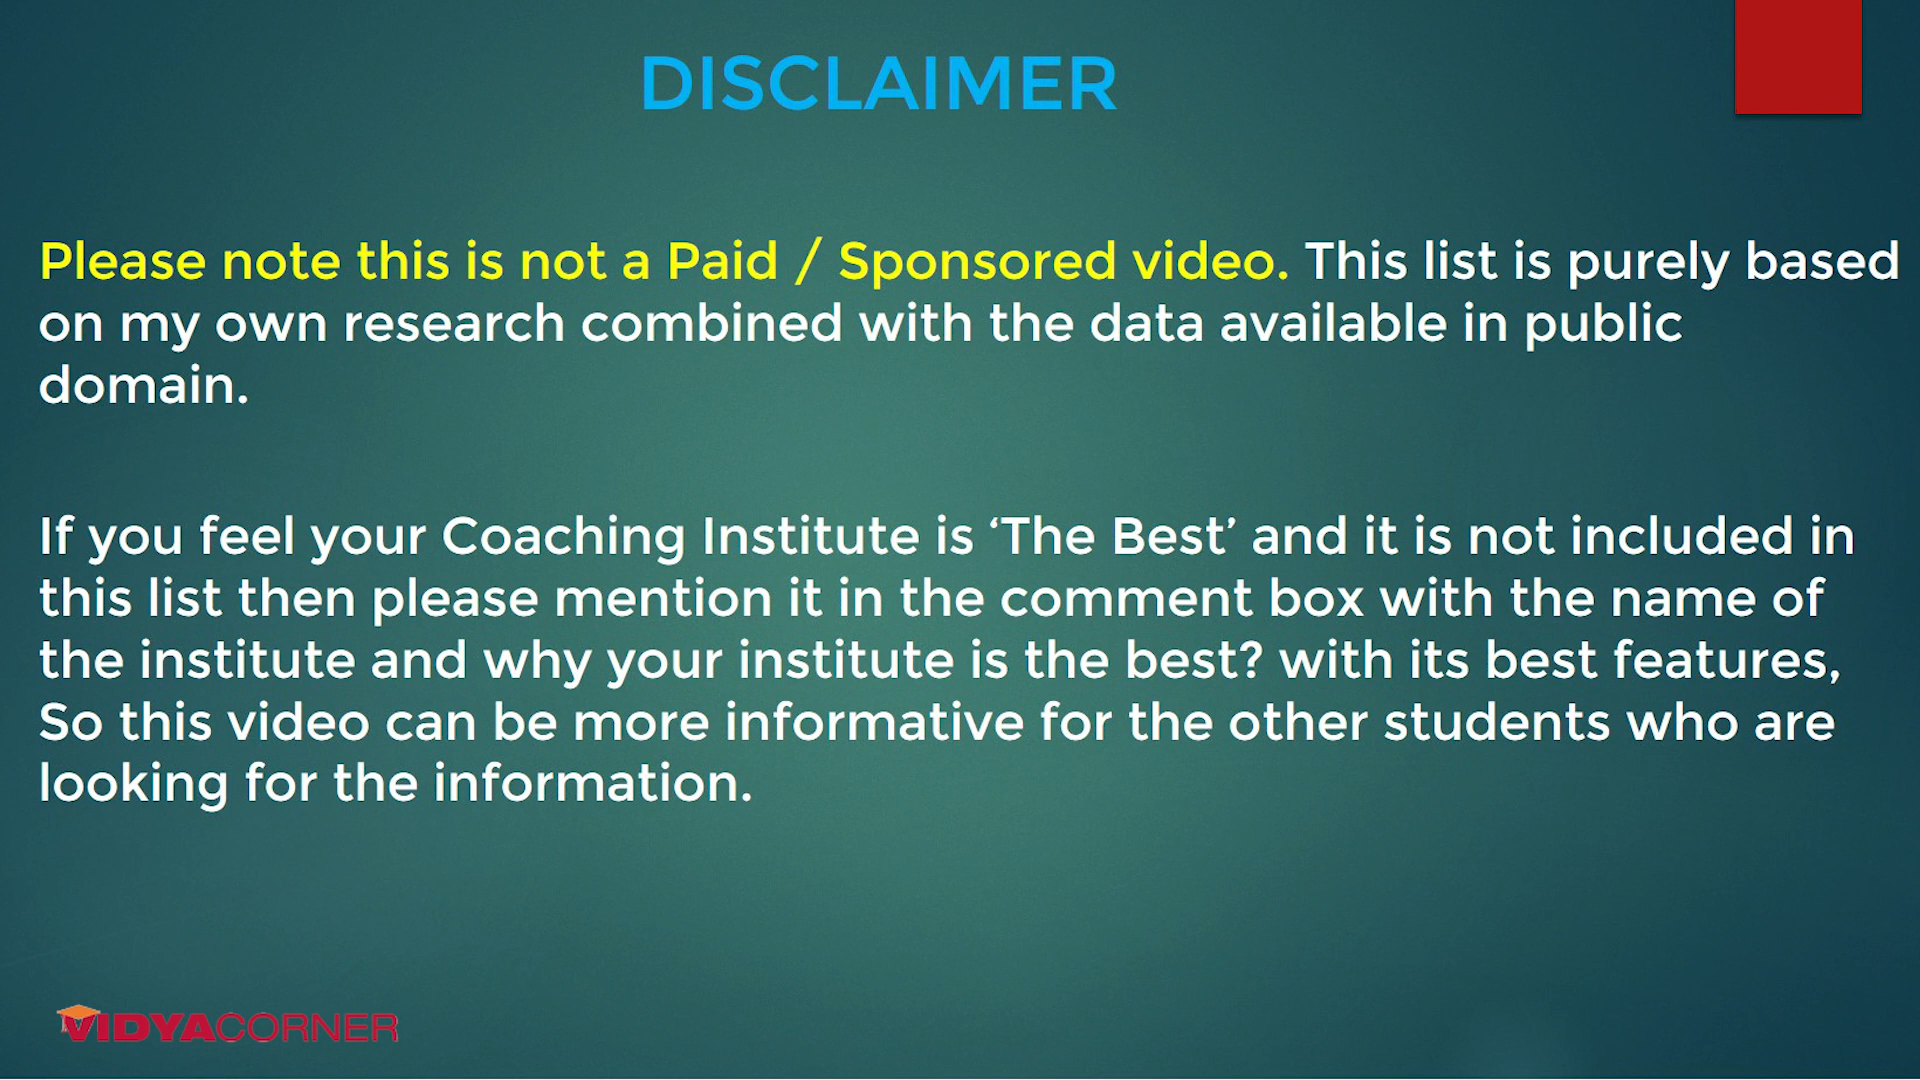 DISCLAIMER
Please note this is not a Paid / Sponsored video. This list is purely based
on my own research combined with the data available in public
domain.
If you feel your Coaching Institute is ‘The Best’ and it is not included in
this list then please mention it in the comment box with the name of
the institute and why your institute is the best? with its best features,
So this video can be more informative for the other students who are
looking for the information.
VIDYACORNER